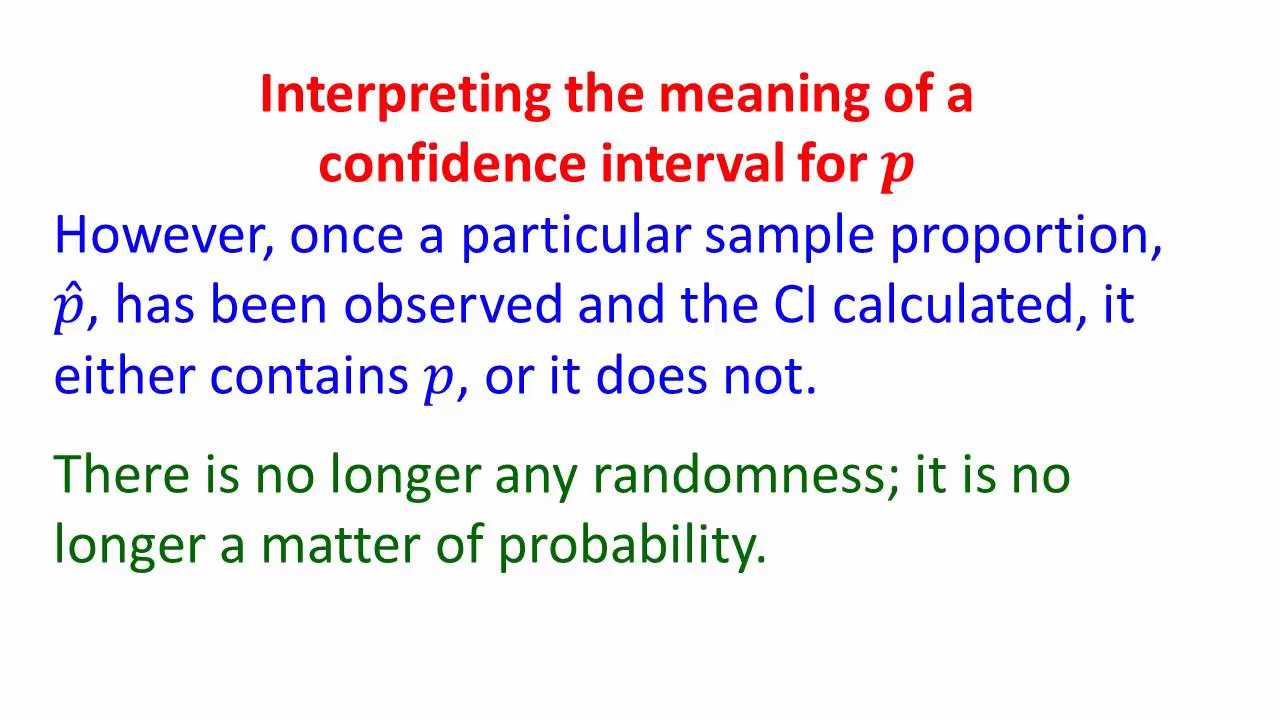 Interpreting the meaning of a
confidence interval for 𝒑
However, once a particular sample proportion,
p̂, has been observed and the CI calculated, it
either contains 𝑝, or it does not.
There is no longer any randomness; it is no
longer a matter of probability.